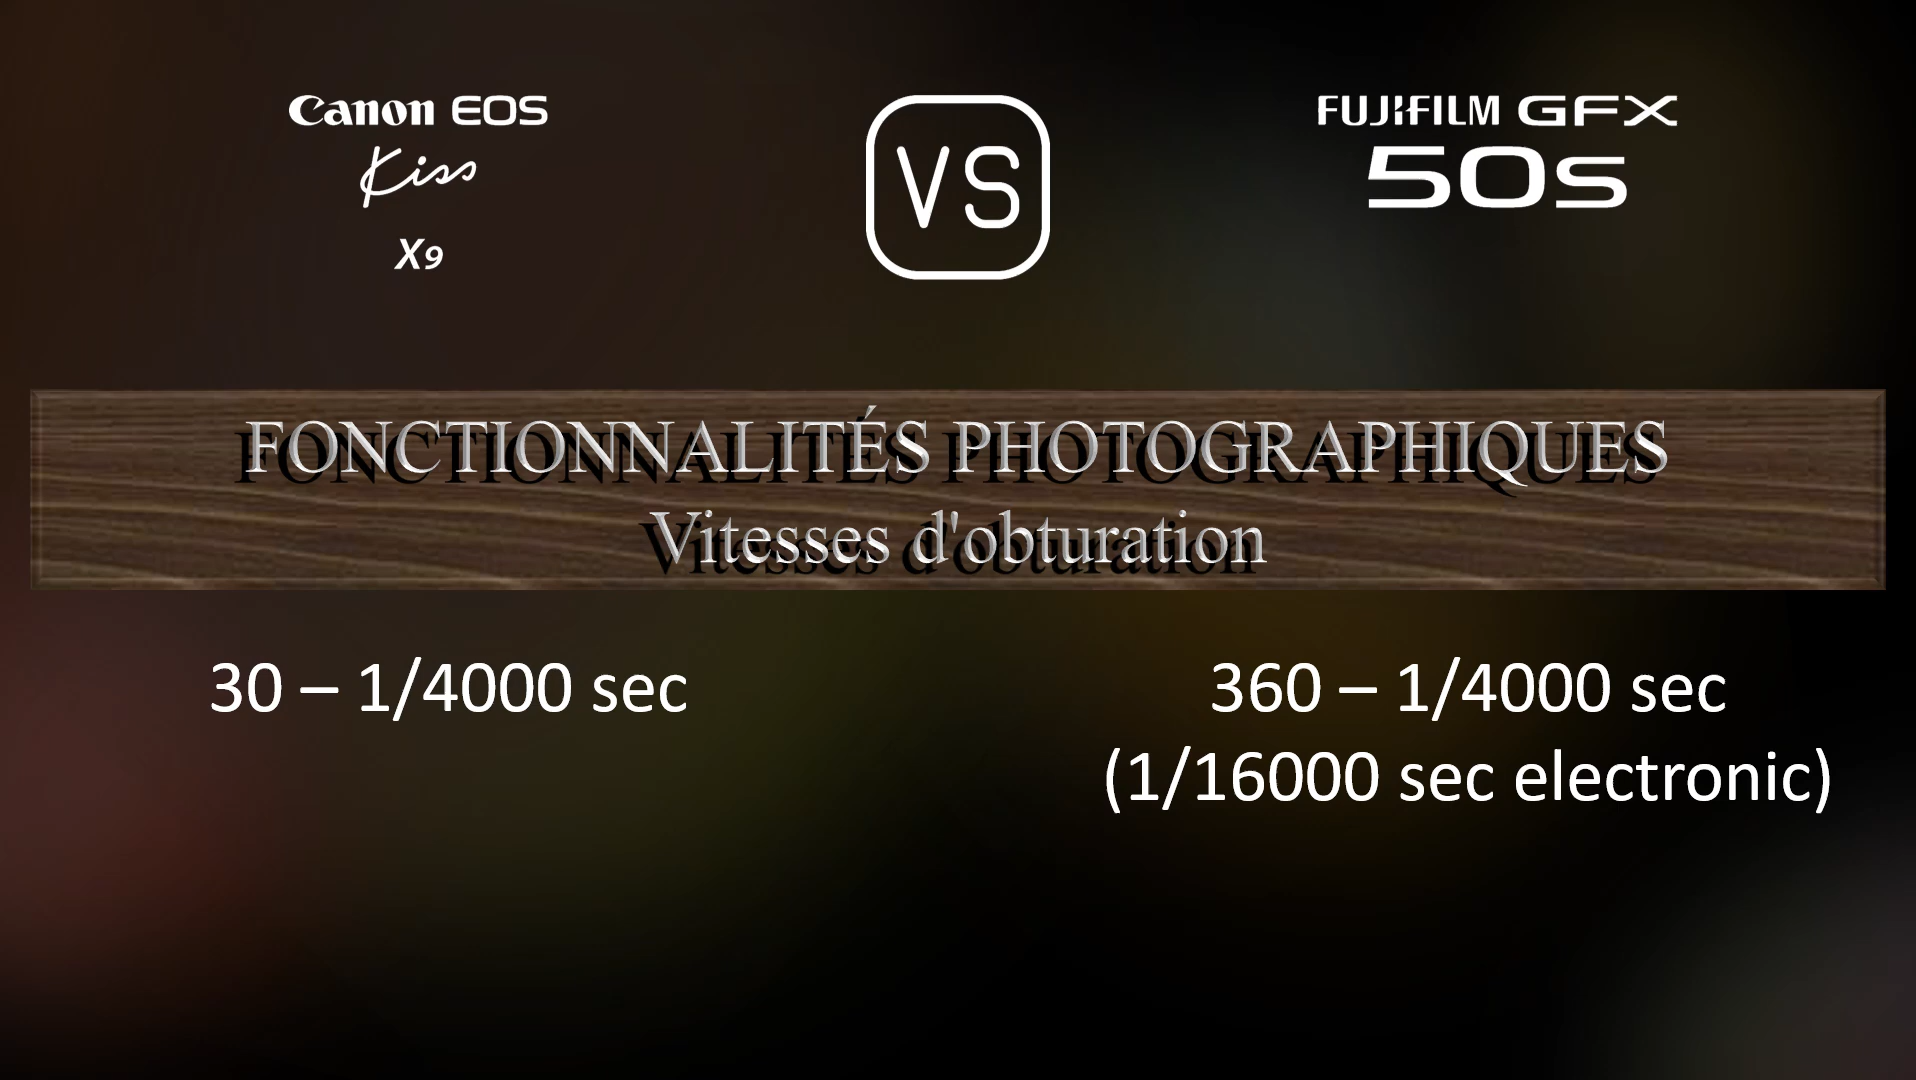 Canon EOS
Kiss
X9
VS
FUJIFILM GFX
50S
FONCTIONNALITÉS PHOTOGRAPHIQUES
Vitesses d'obturation
30 – 1/4000 sec
360 – 1/4000 sec
(1/16000 sec electronic)